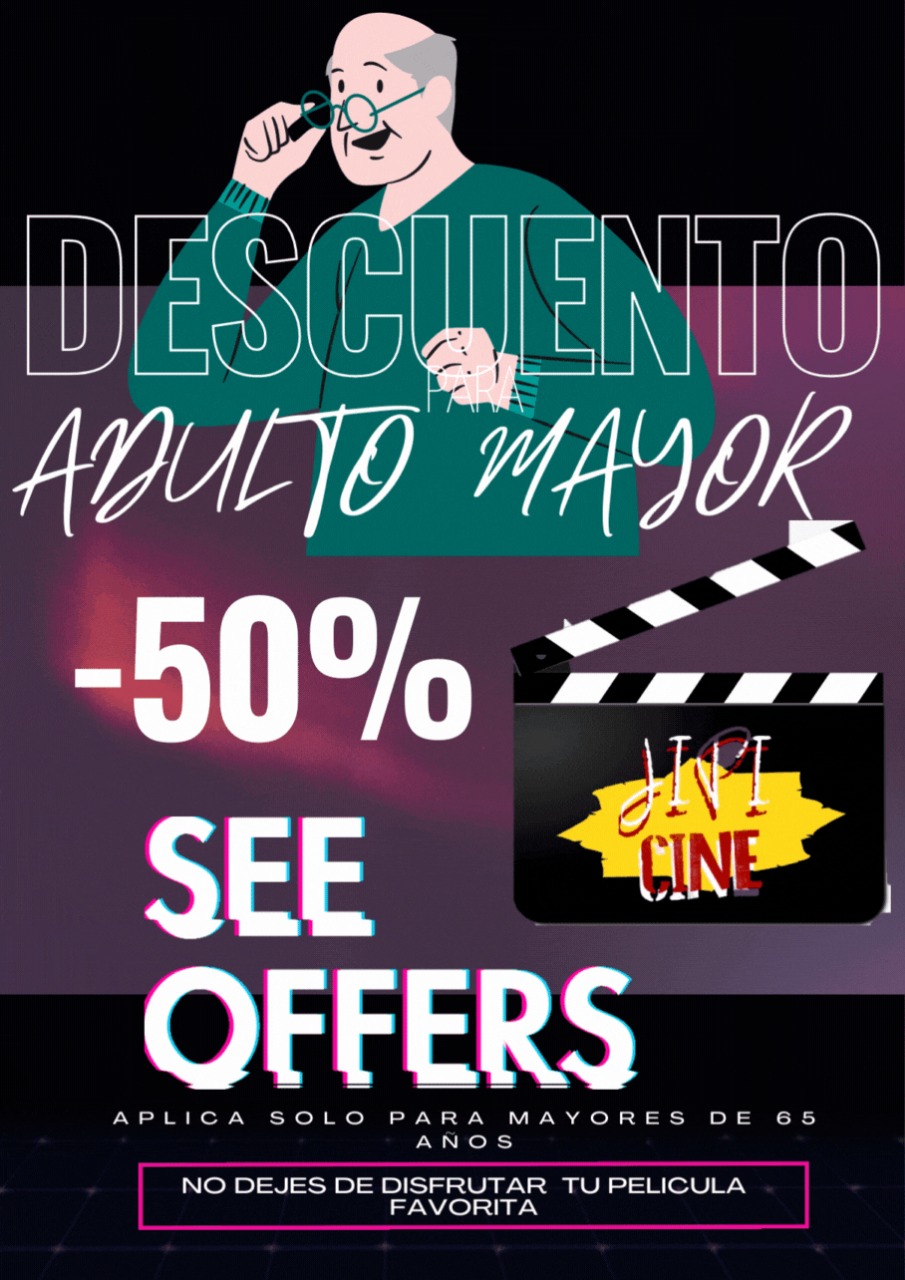 DESCUENTO
PARA
ADULTO MAYOR
-50%
JIPI
CINE
SEE
OFFERS
APLICA SOLO PARA MAYORES DE 65
AÑOS
NO DEJES DE DISFRUTAR TU PELICULA
FAVORITA